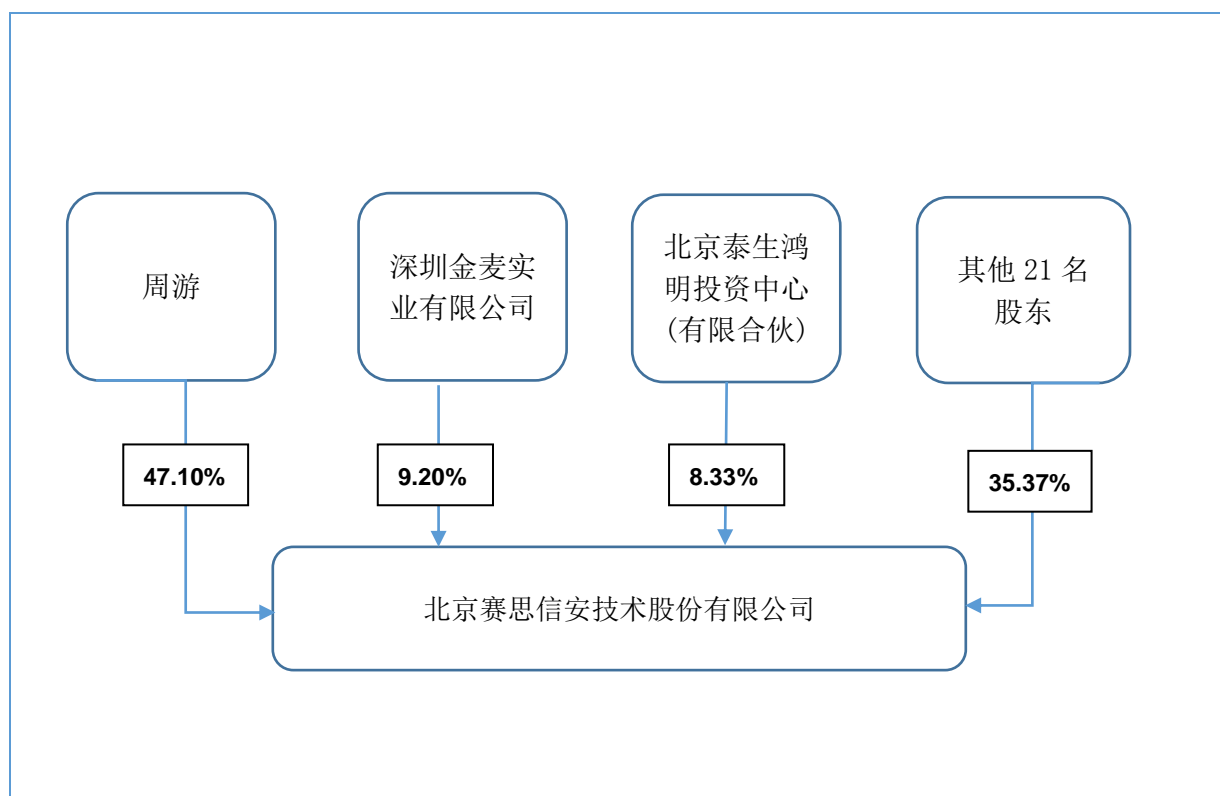 周游
深圳金麦实
业有限公司
北京泰生鸿
明投资中心
(有限合伙)
其他 21 名
股东
47.10%
9.20%
8.33%
35.37%
北京赛思信安技术股份有限公司